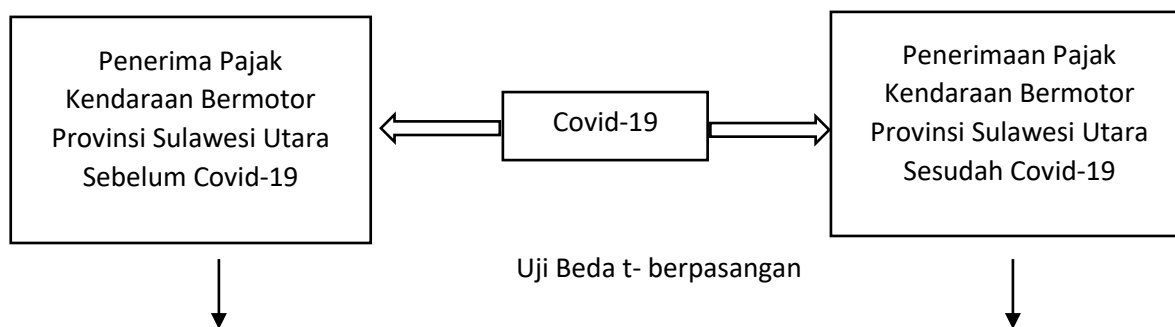 Penerima Pajak
Kendaraan Bermotor
Provinsi Sulawesi Utara
Sebelum Covid-19
Covid-19
Penerimaan Pajak
Kendaraan Bermotor
Provinsi Sulawesi Utara
Sesudah Covid-19
Uji Beda t- berpasangan